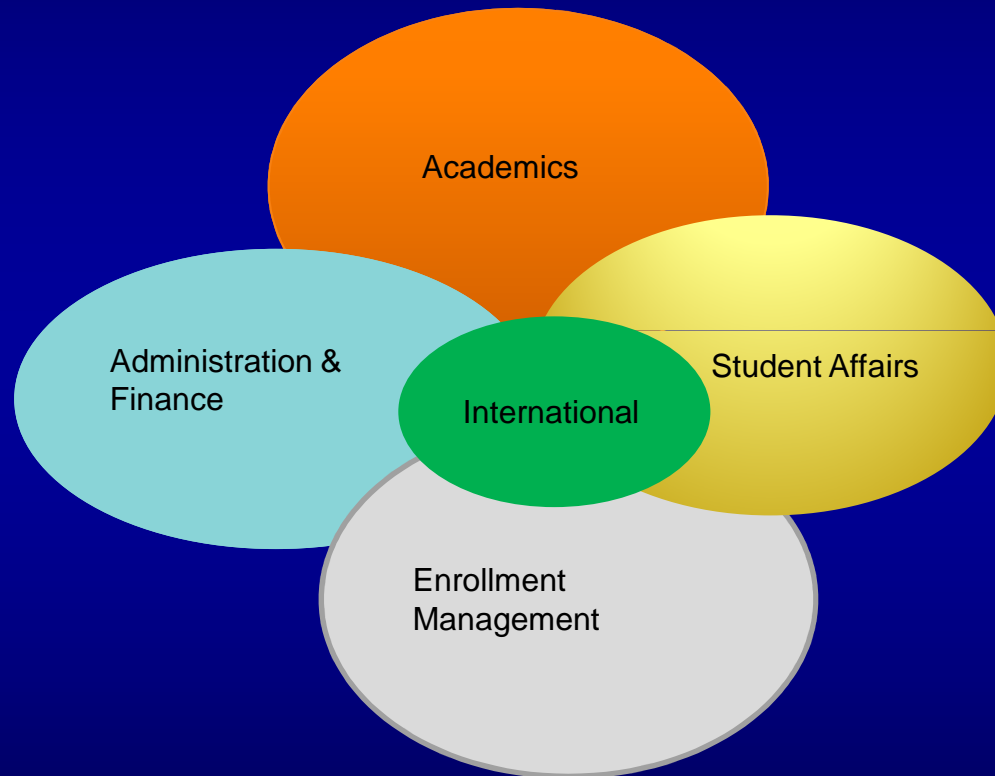 Academics
Administration &
Finance
Student Affairs
International
Enrollment
Management